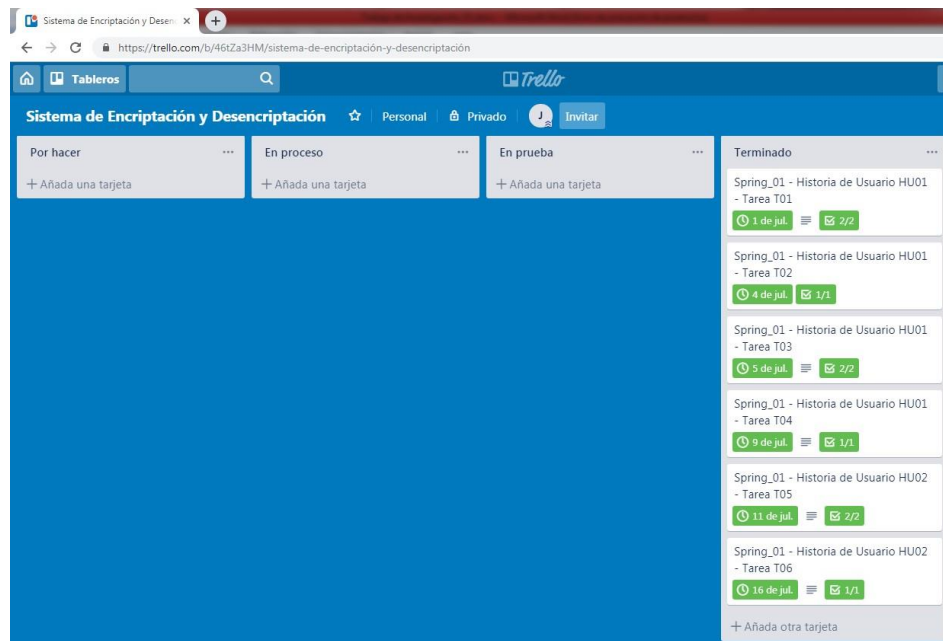 Sistema de Encriptación y Desen
https://trello.com/b/46tZa3HM/sistema-de-encriptación-y-desencriptación
Tableros
Trello
Sistema de Encriptación y Desencriptación
Personal
Privado
J
Invitar
Por hacer
+ Añada una tarjeta
En proceso
+ Añada una tarjeta
En prueba
+ Añada una tarjeta
Terminado
Spring_01 - Historia de Usuario HU01
- Tarea T01
1 de jul. 2/2
Spring_01 - Historia de Usuario HU01
- Tarea T02
4 de jul. 1/1
Spring_01 - Historia de Usuario HU01
- Tarea T03
5 de jul. 2/2
Spring_01 - Historia de Usuario HU01
- Tarea T04
9 de jul. 1/1
Spring_01 - Historia de Usuario HU02
- Tarea T05
11 de jul. 2/2
Spring_01 - Historia de Usuario HU02
- Tarea T06
16 de jul. 1/1
+ Añada otra tarjeta